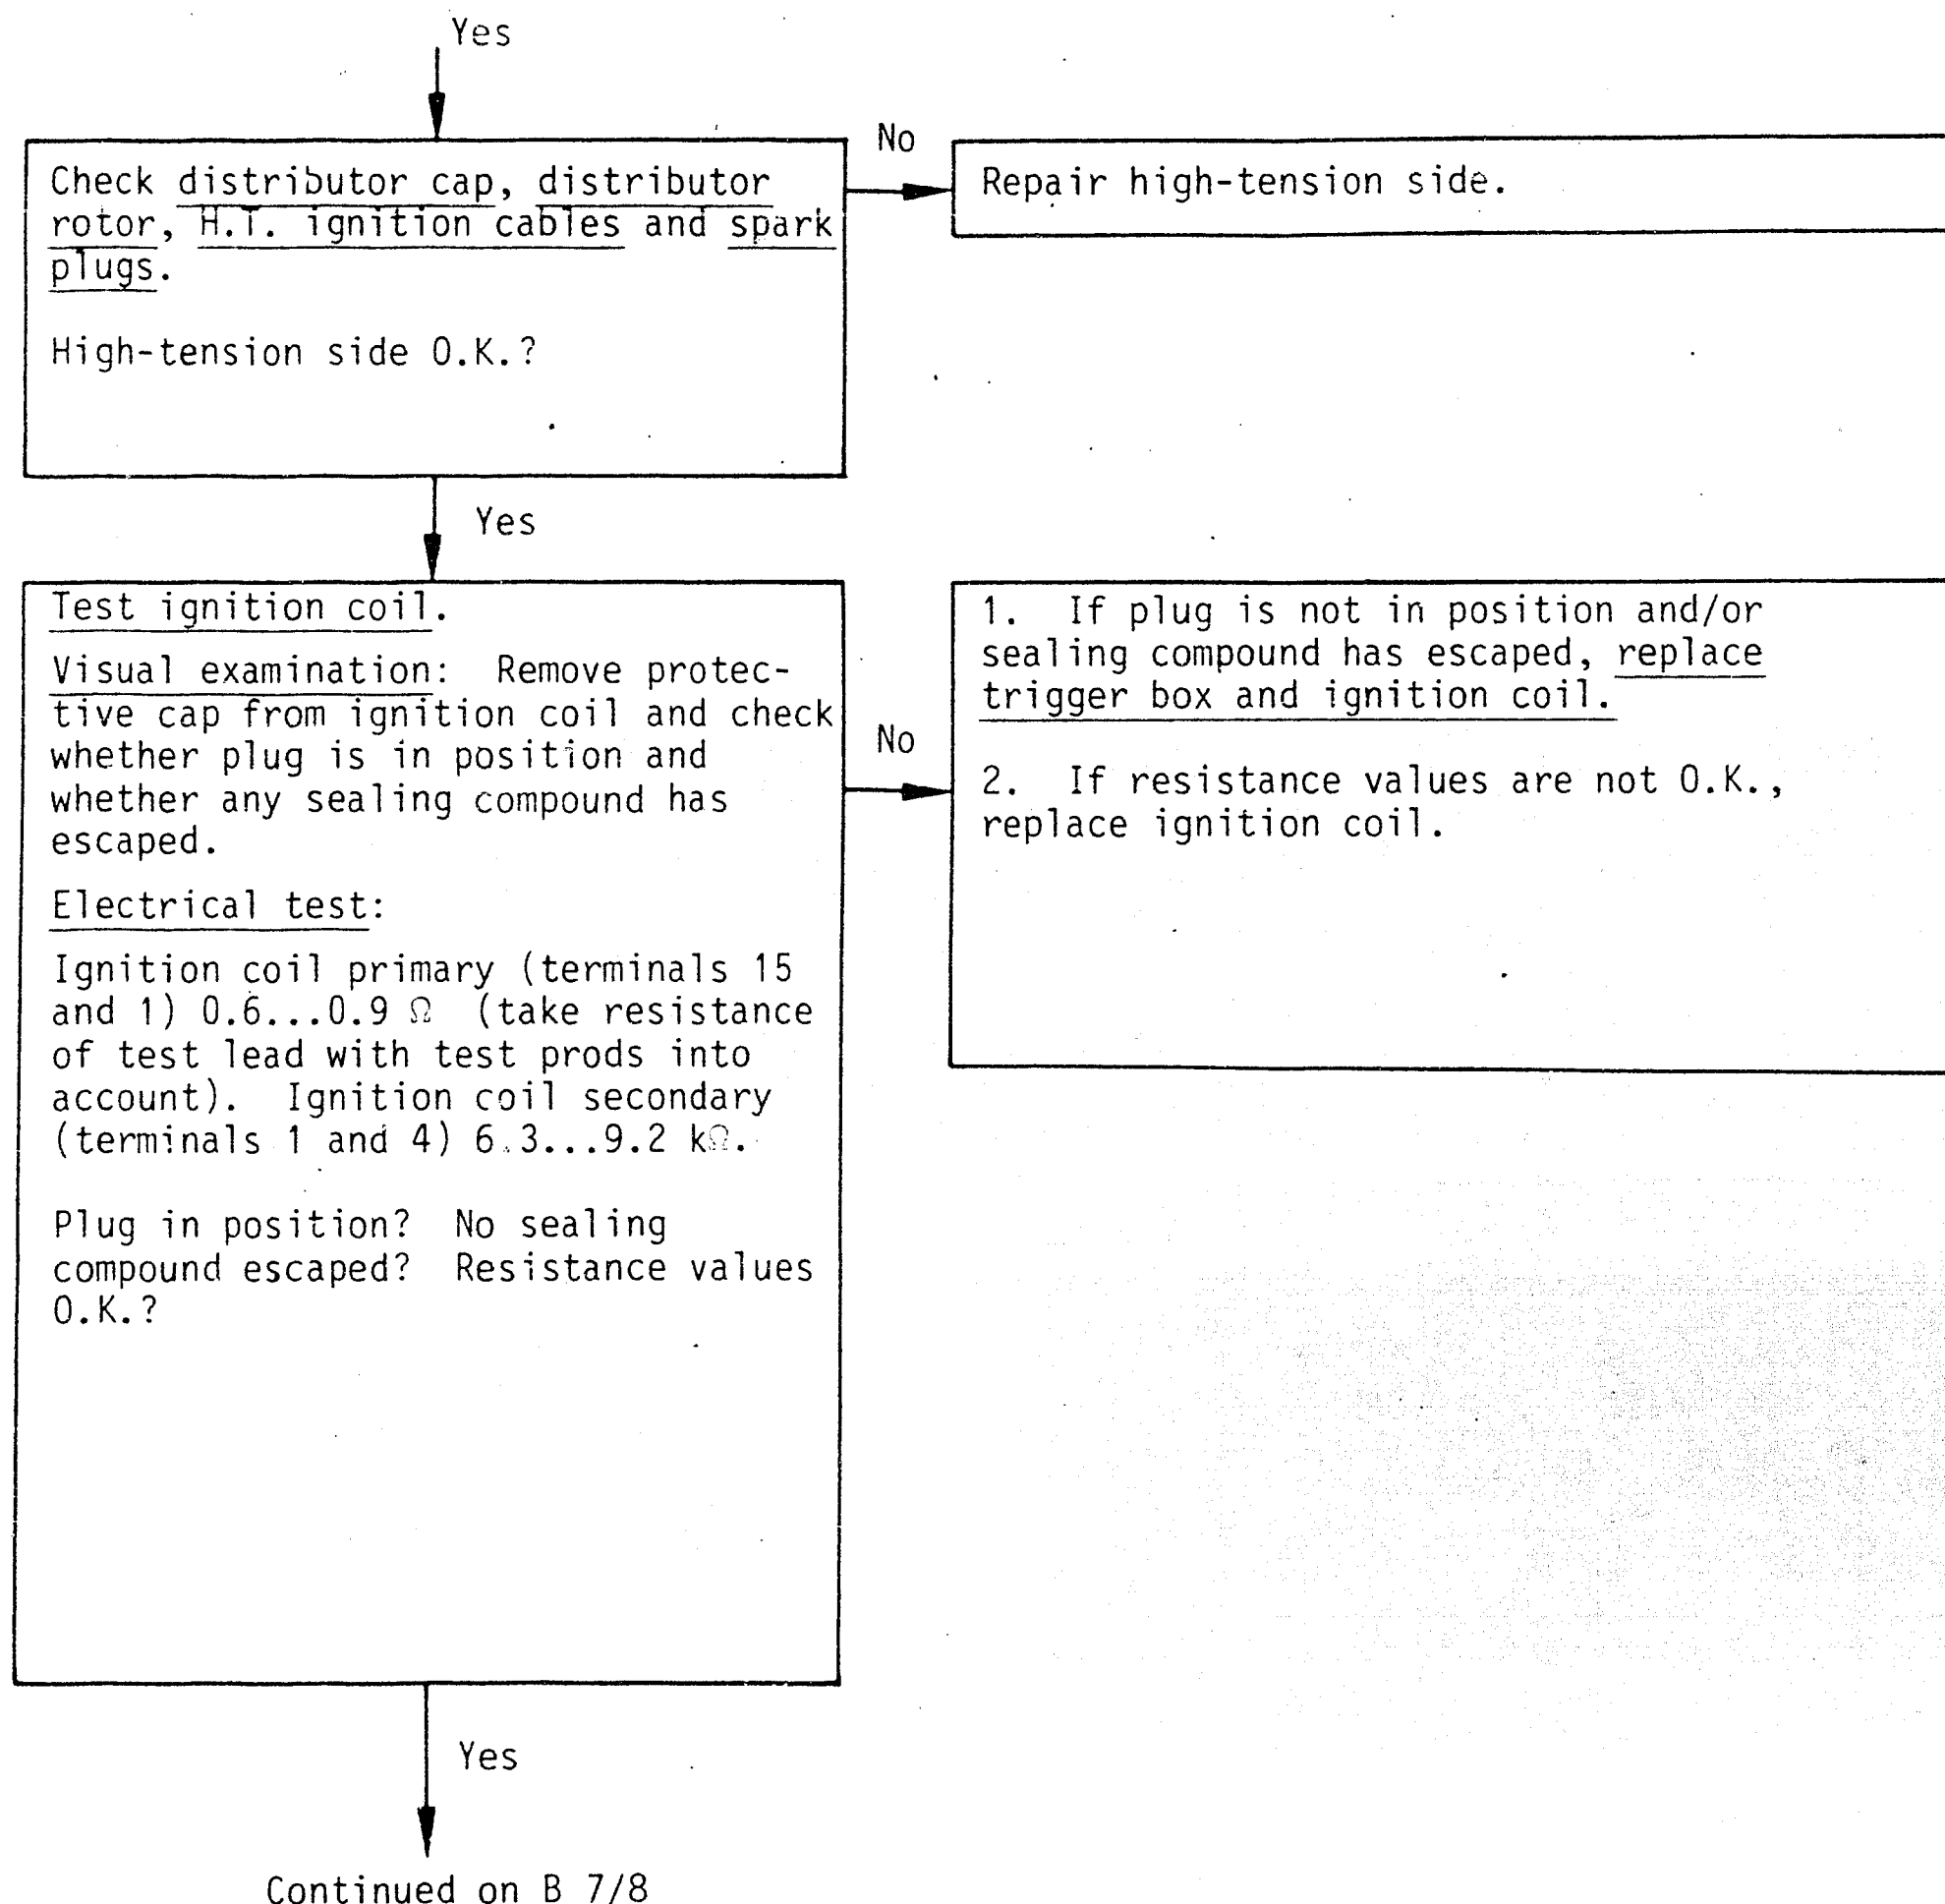 Yes
Check distributor cap, distributor
rotor, H.T. ignition cables and spark
plugs.
High-tension side O.K.?
No
Repair high-tension side.
Yes
Test ignition coil.
Visual examination: Remove protec-
tive cap from ignition coil and check
whether plug is in position and
whether any sealing compound has
escaped.
Electrical test:
Ignition coil primary (terminals 15
and 1) 0.6...0.9 Ω (take resistance
of test lead with test prods into
account). Ignition coil secondary
(terminals 1 and 4) 6.3...9.2 kΩ.
Plug in position? No sealing
compound escaped? Resistance values
O.K.?
No
1. If plug is not in position and/or
sealing compound has escaped, replace
trigger box and ignition coil.
2. If resistance values are not O.K.,
replace ignition coil.
Yes
Continued on B 7/8